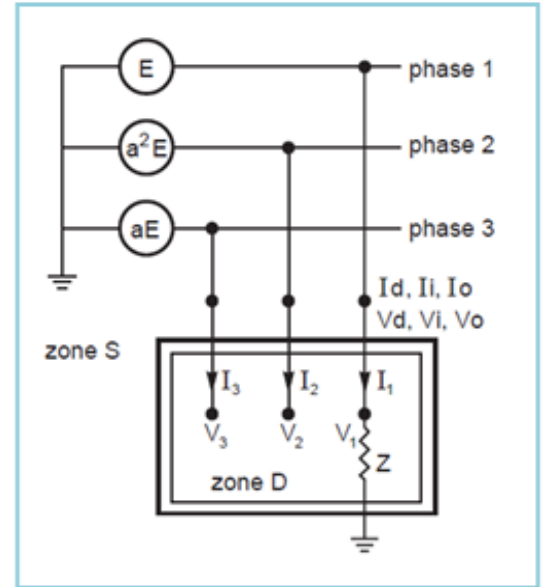 E phase 1
a²E phase 2
aE phase 3
Id, Ii, Io
Vd, Vi, Vo
zone S
I₃ I₂ I₁
V₃ V₂ V₁
Z
zone D